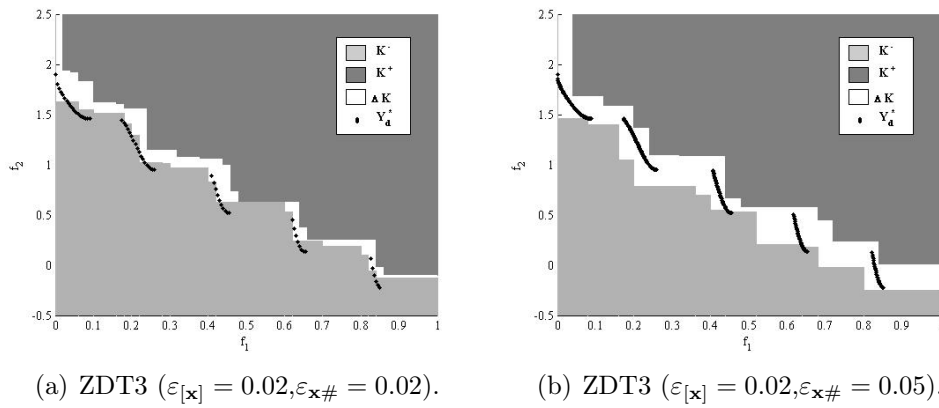 2.5
2
1.5
1
0.5
0
-0.5
f₂
0 0.1 0.2 0.3 0.4 0.5 0.6 0.7 0.8 0.9 1
f₁
K⁻
K⁺
Δ K
Y*d
2.5
2
1.5
1
0.5
0
-0.5
f₂
0 0.1 0.2 0.3 0.4 0.5 0.6 0.7 0.8 0.9
f₁
K⁻
K⁺
Δ K
Y*d
(a) ZDT3 (ε[x] = 0.02,εx# = 0.02).
(b) ZDT3 (ε[x] = 0.02,εx# = 0.05).